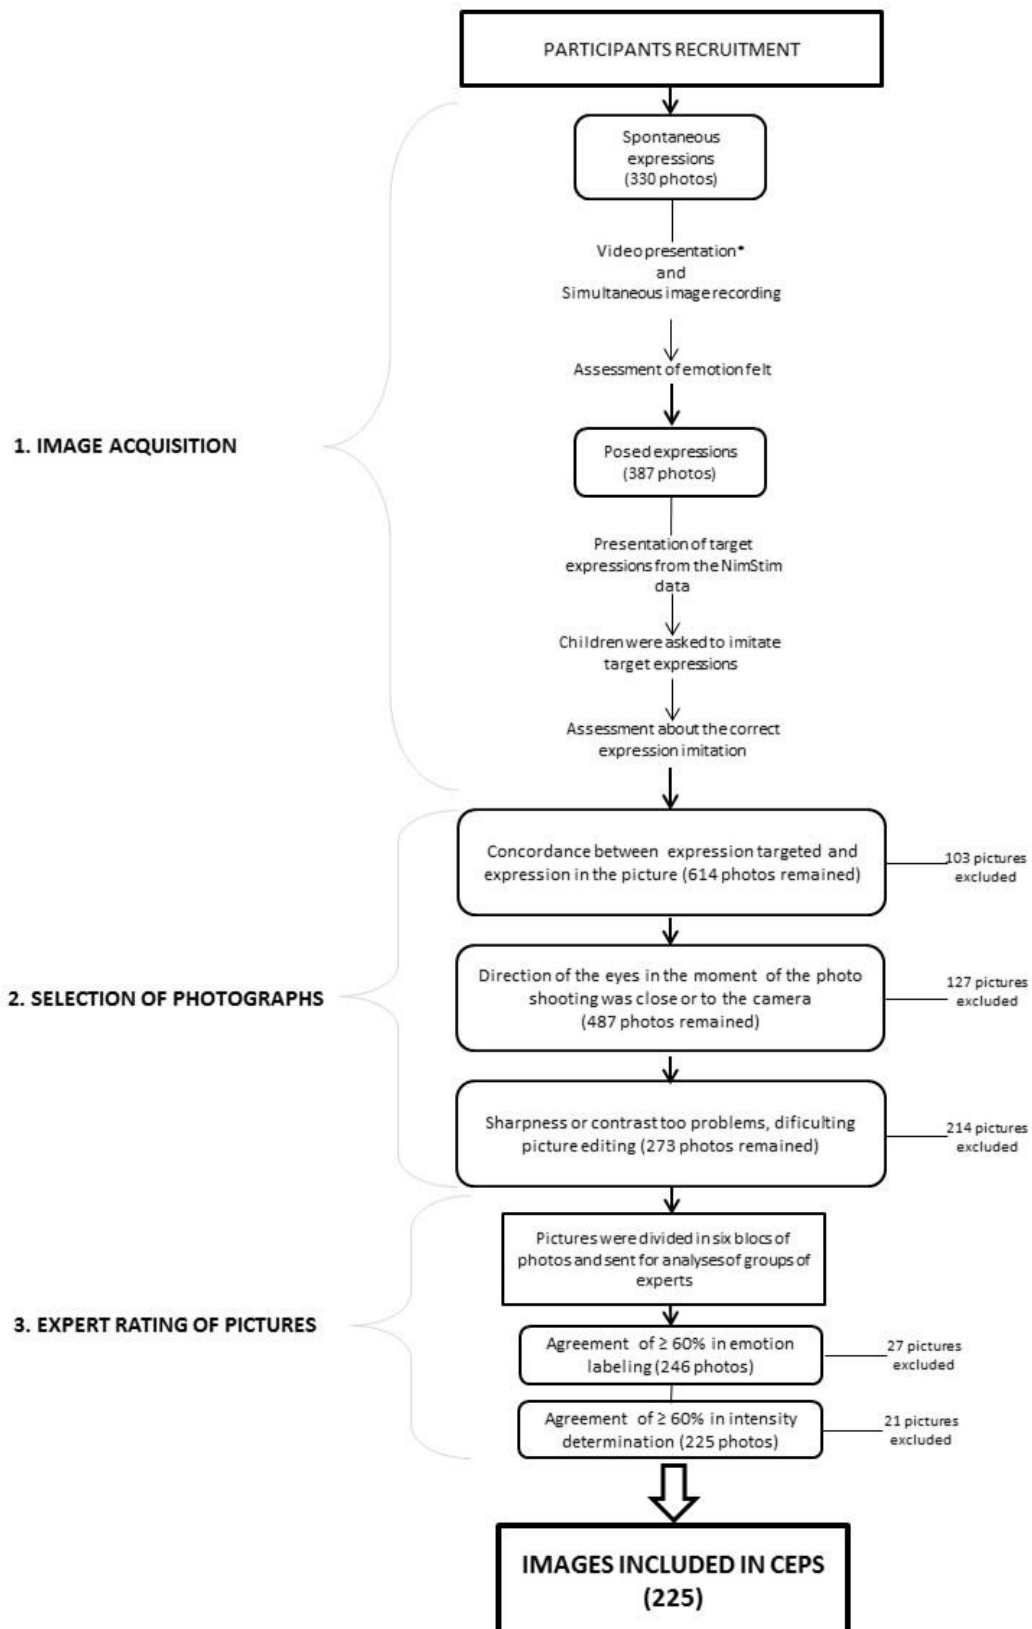 PARTICIPANTS RECRUITMENT
Spontaneous
expressions
(330 photos)
Video presentation*
and
Simultaneous image recording
Assessment of emotion felt
1. IMAGE ACQUISITION
Posed expressions
(387 photos)
Presentation of target
expressions from the NimStim
data
Children were asked to imitate
target expressions
Assessment about the correct
expression imitation
Concordance between expression targeted and
expression in the picture (614 photos remained)
103 pictures
excluded
2. SELECTION OF PHOTOGRAPHS
Direction of the eyes in the moment of the photo
shooting was close or to the camera
(487 photos remained)
127 pictures
excluded
Sharpness or contrast too problems, dificulting
picture editing (273 photos remained)
214 pictures
excluded
3. EXPERT RATING OF PICTURES
Pictures were divided in six blocs of
photos and sent for analyses of groups of
experts
Agreement of ≥ 60% in emotion
labeling (246 photos)
27 pictures
excluded
Agreement of ≥ 60% in intensity
determination (225 photos)
21 pictures
excluded
IMAGES INCLUDED IN CEPS
(225)